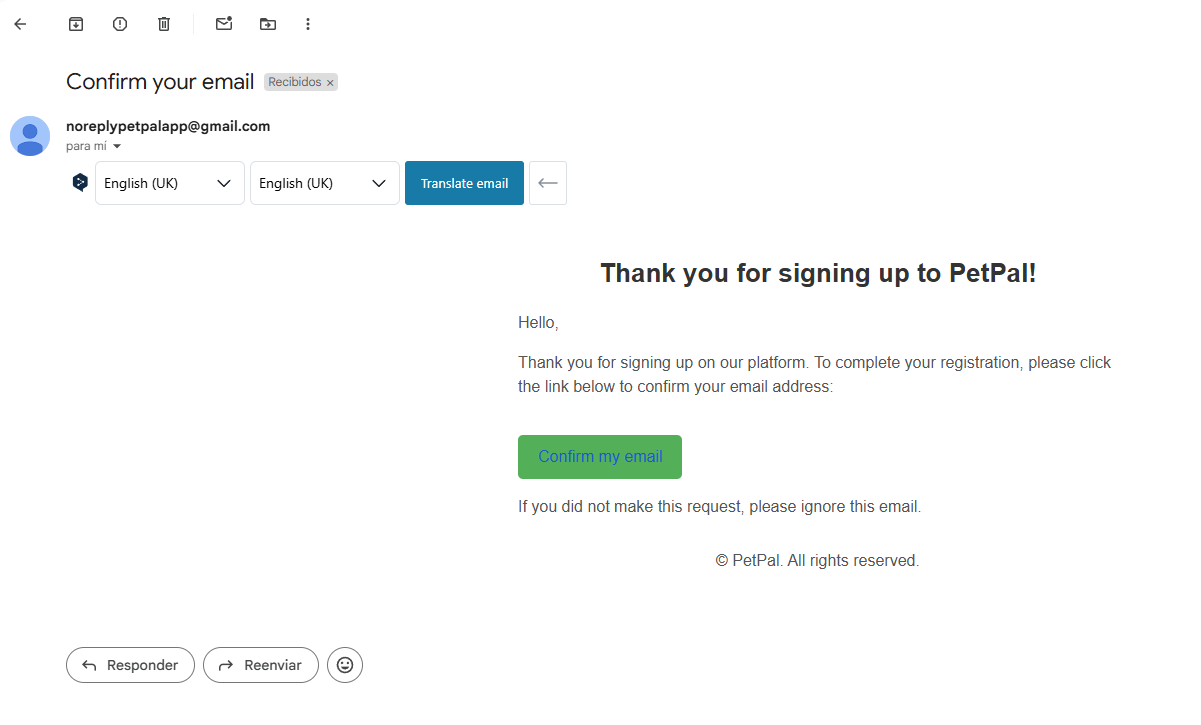 Confirm your email Recibidos ×
noreplypetpalapp@gmail.com
para mí
English (UK) English (UK) Translate email
Thank you for signing up to PetPal!
Hello,
Thank you for signing up on our platform. To complete your registration, please click
the link below to confirm your email address:
Confirm my email
If you did not make this request, please ignore this email.
© PetPal. All rights reserved.
Responder Reenviar